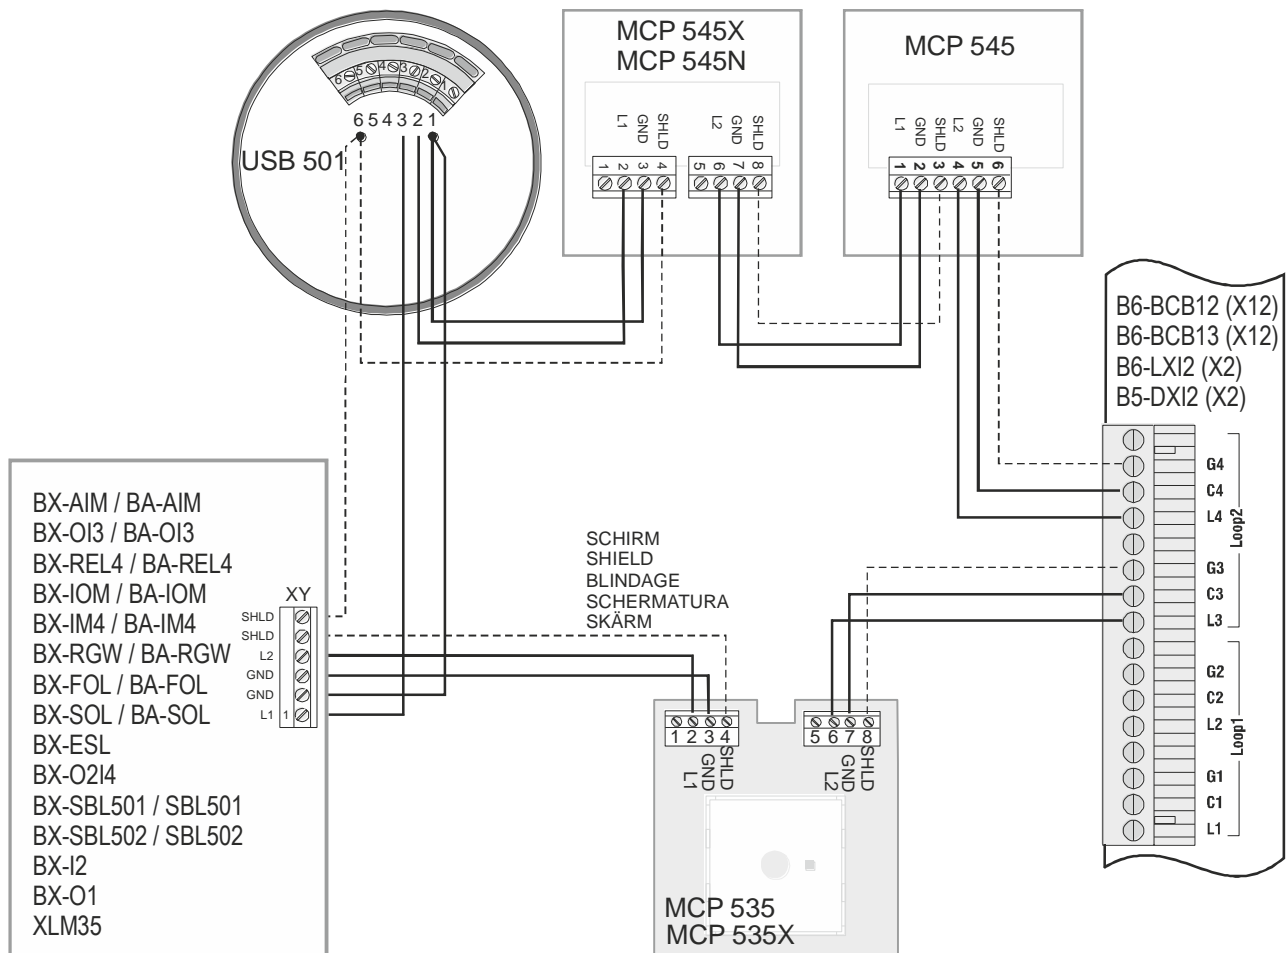 USB 501
6 5 4 3 2 1
6 5 4 3 2 1
MCP 545X
MCP 545N
L1 GND SHLD L2 GND SHLD
1 2 3 4 5 6 7 8
MCP 545
L1 GND SHLD L2 GND SHLD
1 2 3 4 5 6
B6-BCB12 (X12)
B6-BCB13 (X12)
B6-LXI2 (X2)
B5-DXI2 (X2)
G4
C4
L4
Loop2
G3
C3
L3
G2
C2
L2
Loop1
G1
C1
L1
BX-AIM / BA-AIM
BX-OI3 / BA-OI3
BX-REL4 / BA-REL4
BX-IOM / BA-IOM
BX-IM4 / BA-IM4
BX-RGW / BA-RGW
BX-FOL / BA-FOL
BX-SOL / BA-SOL
BX-ESL
BX-O2I4
BX-SBL501 / SBL501
BX-SBL502 / SBL502
BX-I2
BX-O1
XLM35
XY
SHLD
SHLD
L2
GND
GND
L1 1
SCHIRM
SHIELD
BLINDAGE
SCHERMATURA
SKÄRM
1 2 3 4 5 6 7 8
L1 GND SHLD L2 GND SHLD
MCP 535
MCP 535X